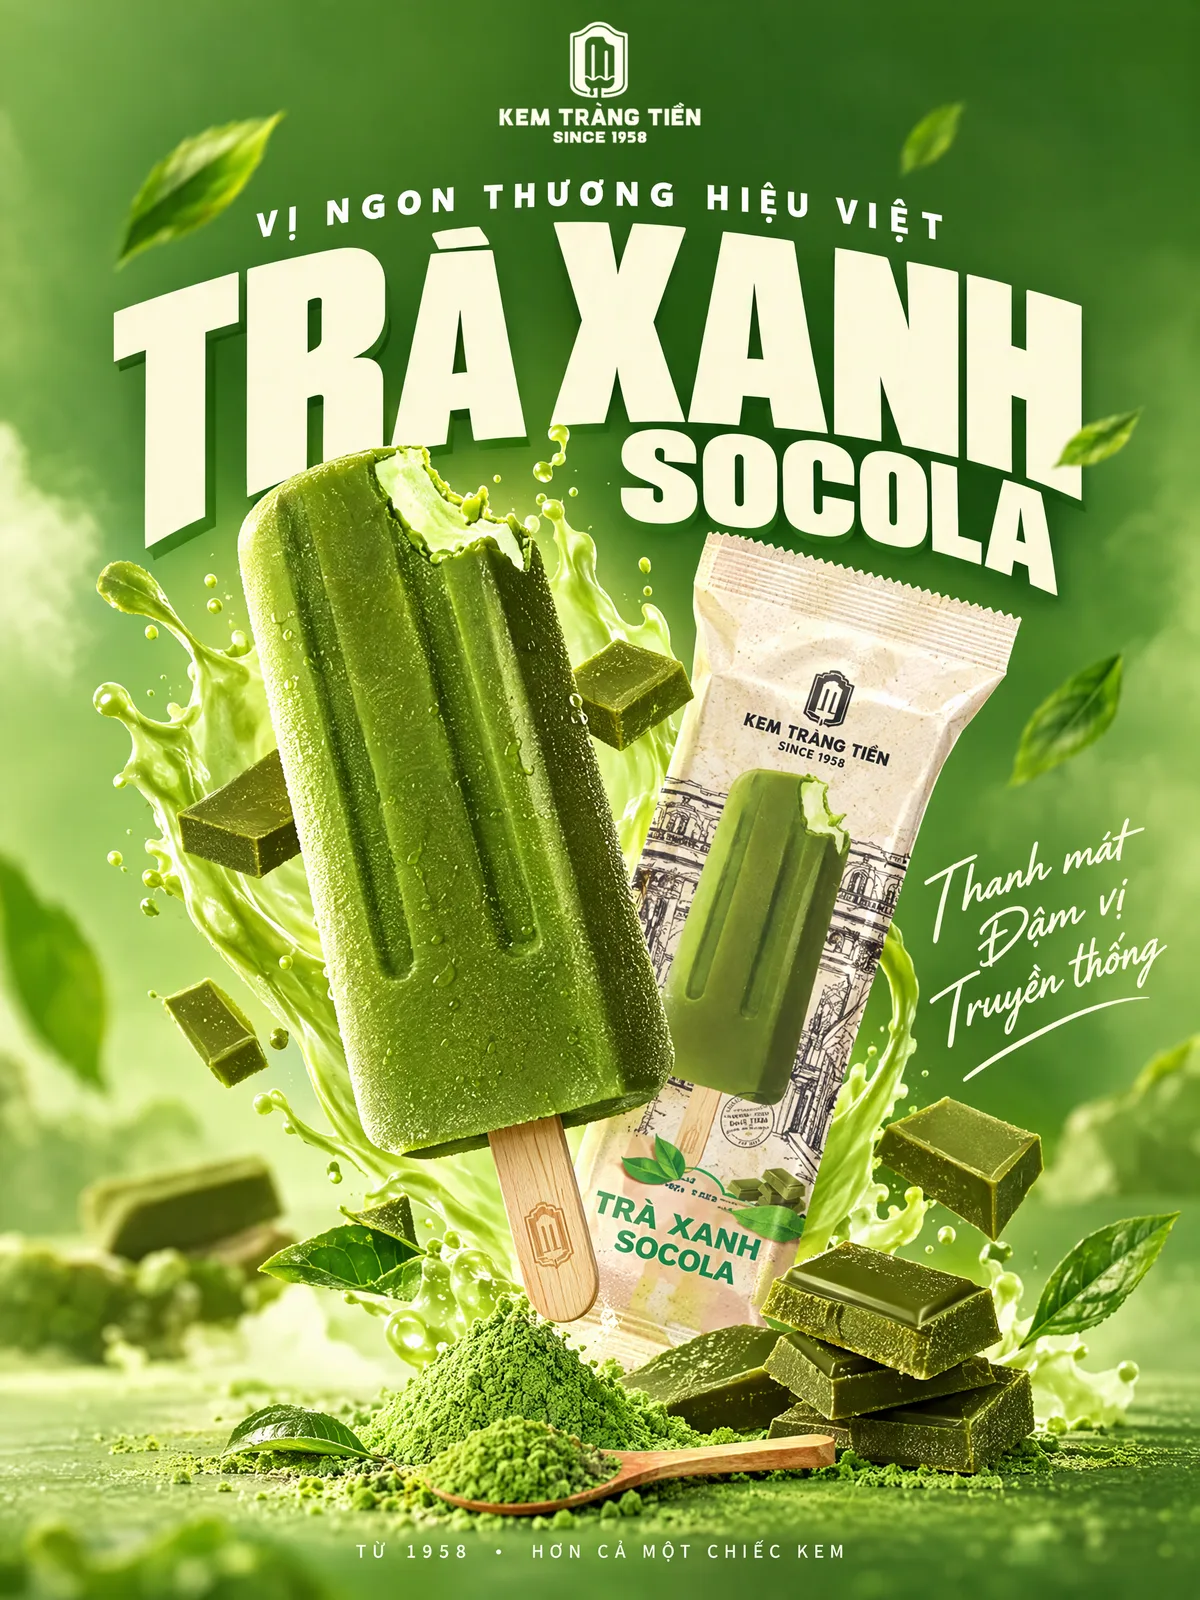 KEM TRÀNG TIỀN
SINCE 1958
VỊ NGON THƯƠNG HIỆU VIỆT
TRÀ XANH
SOCOLA
KEM TRÀNG TIỀN
SINCE 1958
Thanh mát
Đậm vị
Truyền thống
TRÀ XANH
SOCOLA
TỪ 1958 • HƠN CẢ MỘT CHIẾC KEM